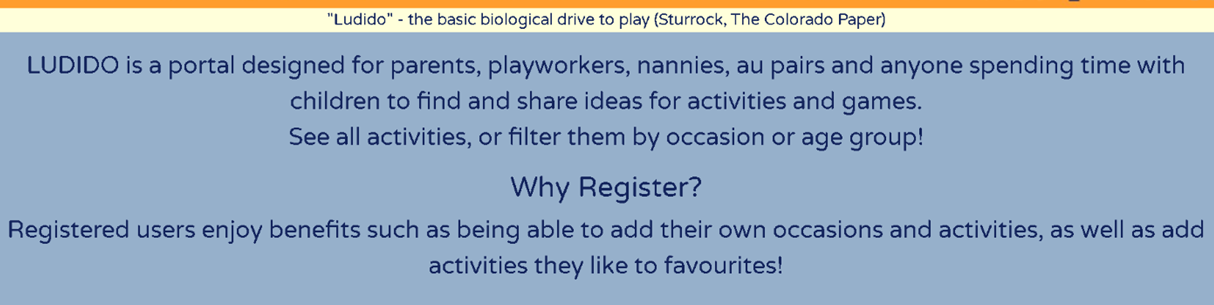 "Ludido" - the basic biological drive to play (Sturrock, The Colorado Paper)
LUDIDO is a portal designed for parents, playworkers, nannies, au pairs and anyone spending time with
children to find and share ideas for activities and games.
See all activities, or filter them by occasion or age group!
Why Register?
Registered users enjoy benefits such as being able to add their own occasions and activities, as well as add
activities they like to favourites!